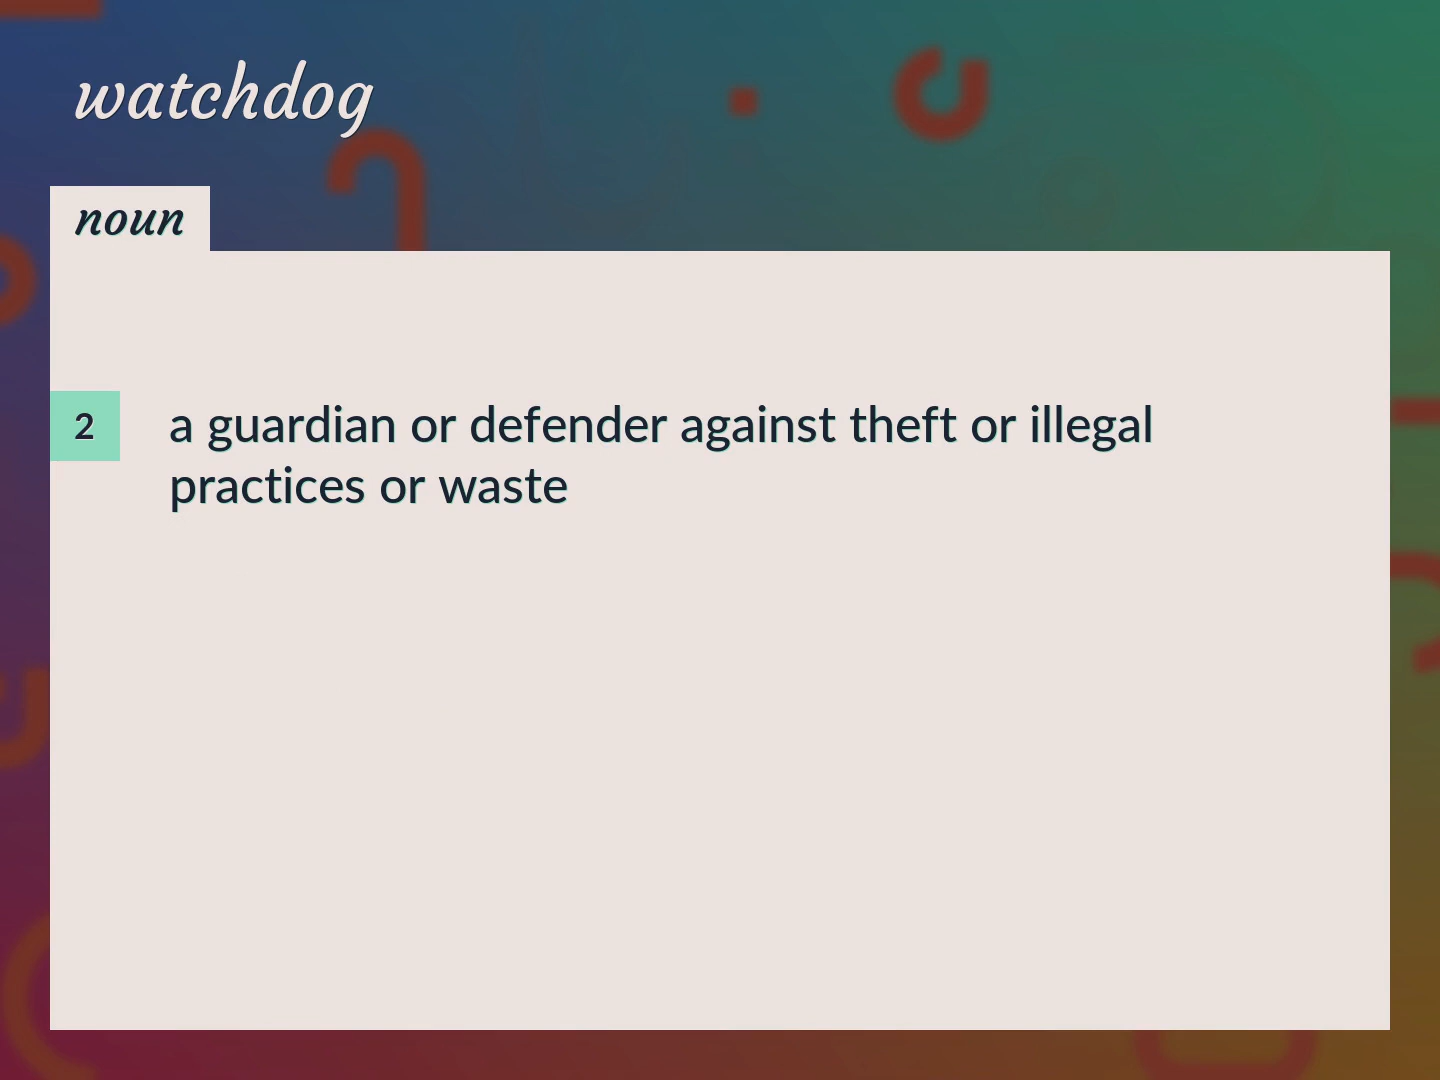 watchdog
noun
2
a guardian or defender against theft or illegal
practices or waste